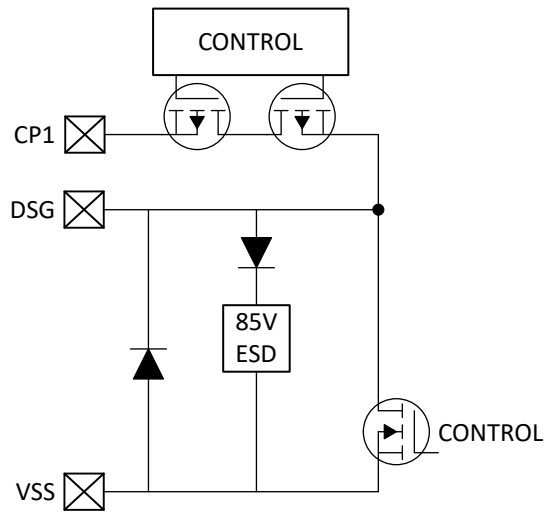 CONTROL
CP1
DSG
85V
ESD
CONTROL
VSS